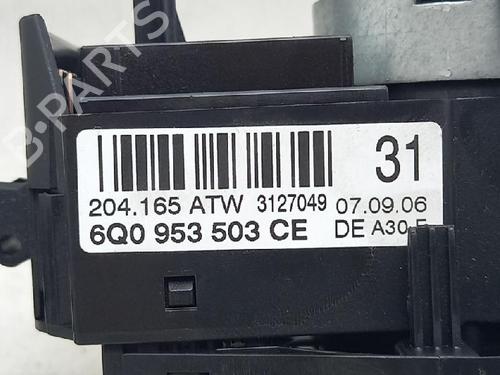 B-PARTS
31
204.165 ATW 3127049 07.09.06
6Q0 953 503 CE DE A30